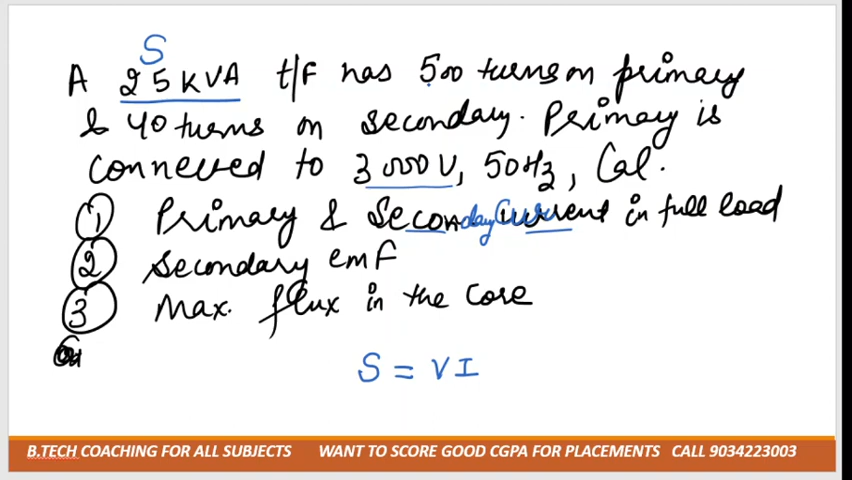 S
A 25 KVA t/F has 500 turns on primary
& 40 turns on secondary. Primary is
connected to 3000V, 50Hz, Cal.
(1) Primary & Secondary Current in full load
(2) Secondary emf
(3) Max. flux in the core
S = VI
B.TECH COACHING FOR ALL SUBJECTS WANT TO SCORE GOOD CGPA FOR PLACEMENTS CALL 9034223003